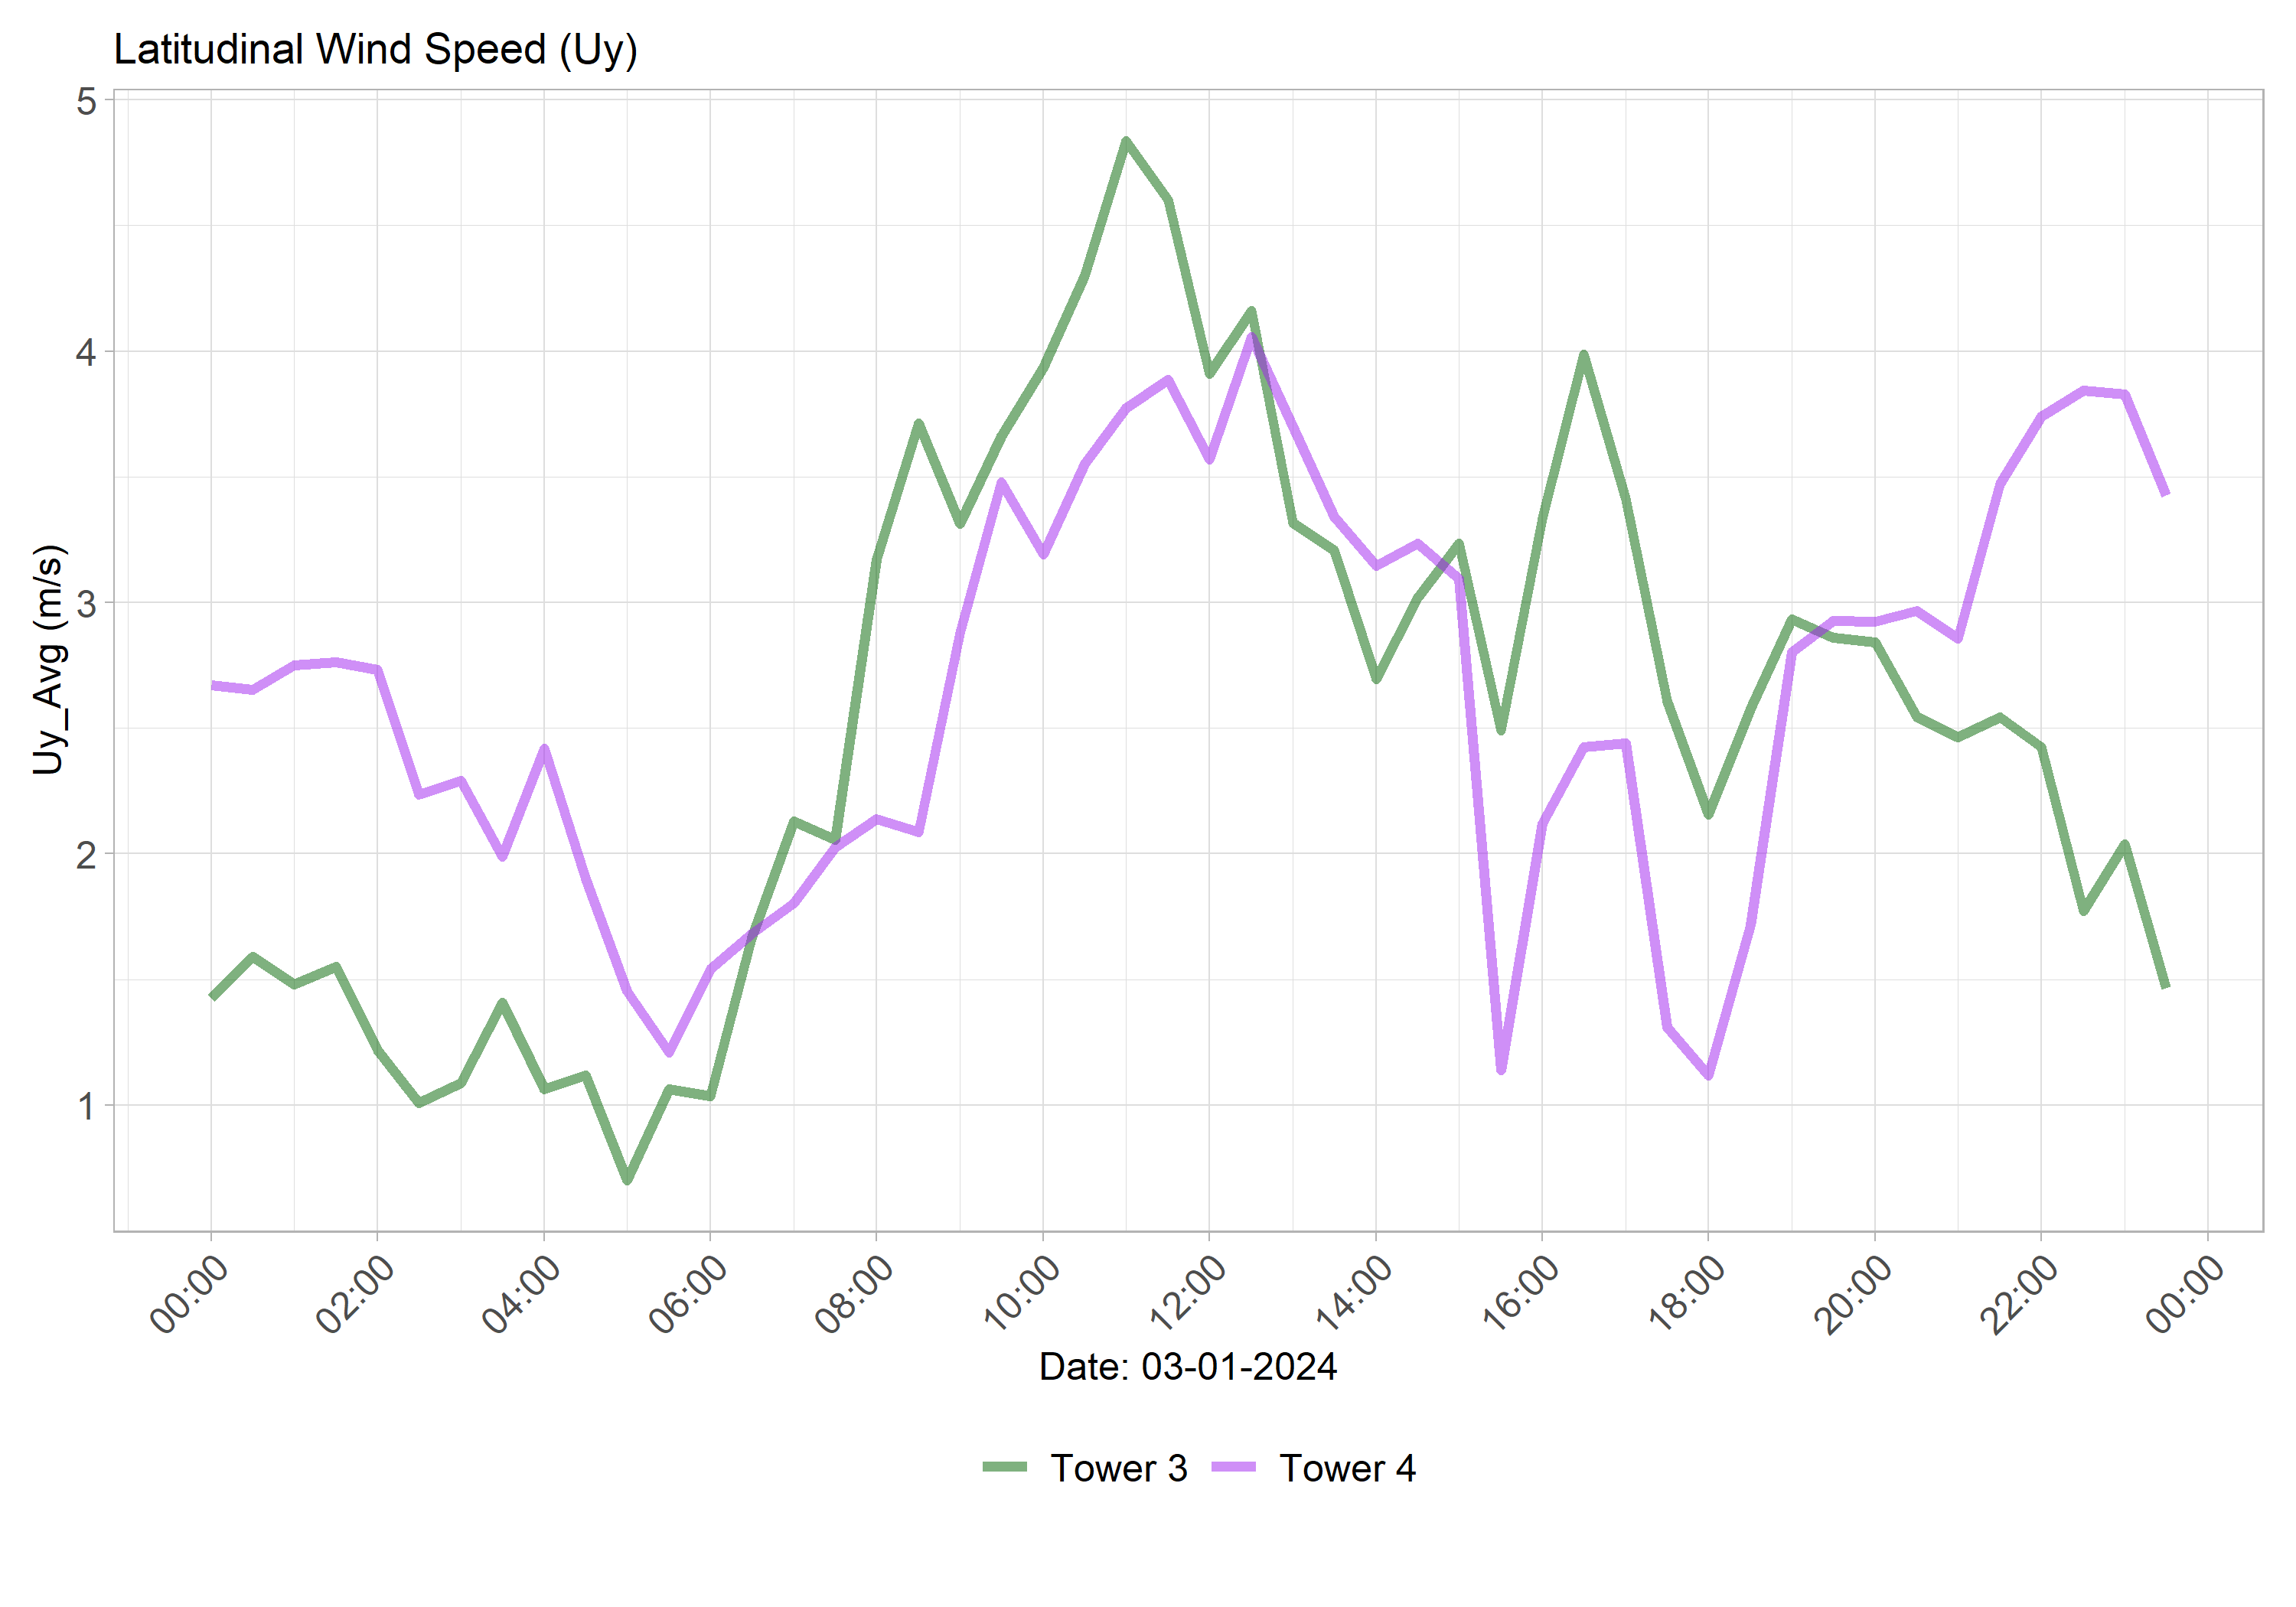 Latitudinal Wind Speed (Uy)
Uy_Avg (m/s)
5
4
3
2
1
00:00 02:00 04:00 06:00 08:00 10:00 12:00 14:00 16:00 18:00 20:00 22:00 00:00
Date: 03-01-2024
Tower 3 Tower 4